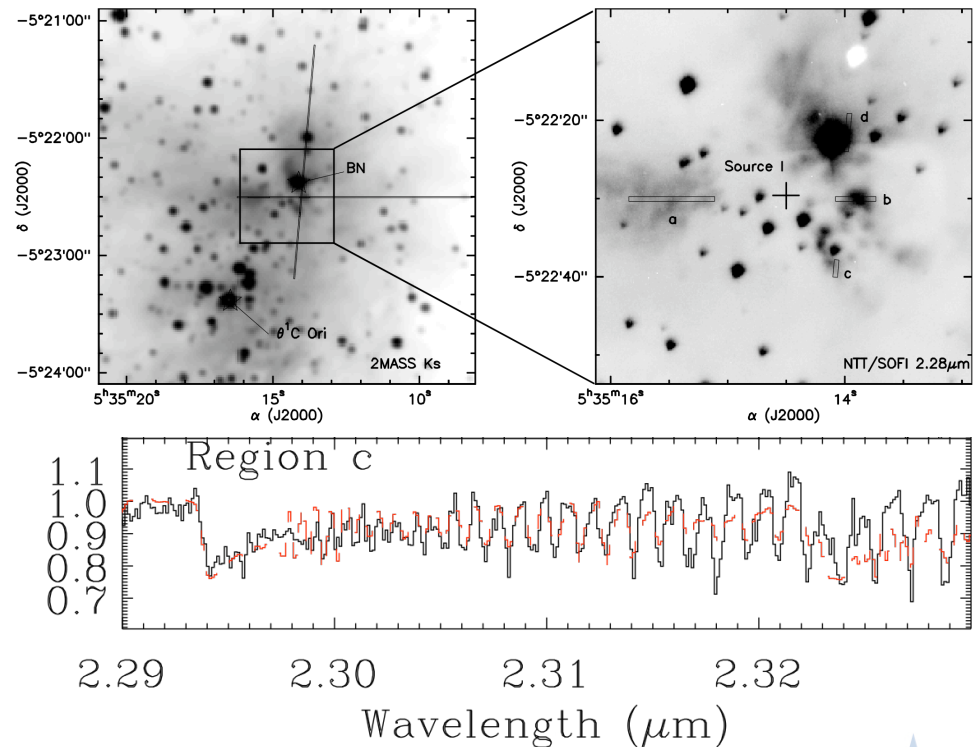 -5°21'00"
-5°22'00"
-5°23'00"
-5°24'00"
δ (J2000)
BN
θ¹C Ori
2MASS Ks
5ʰ35ᵐ20ˢ
15ˢ
10ˢ
α (J2000)
-5°22'20"
-5°22'40"
δ (J2000)
Source I
a
b
c
d
NTT/SOFI 2.28μm
5ʰ35ᵐ16ˢ
14ˢ
α (J2000)
Region c
1.1
1.0
0.9
0.8
0.7
2.29
2.30
2.31
2.32
Wavelength (μm)